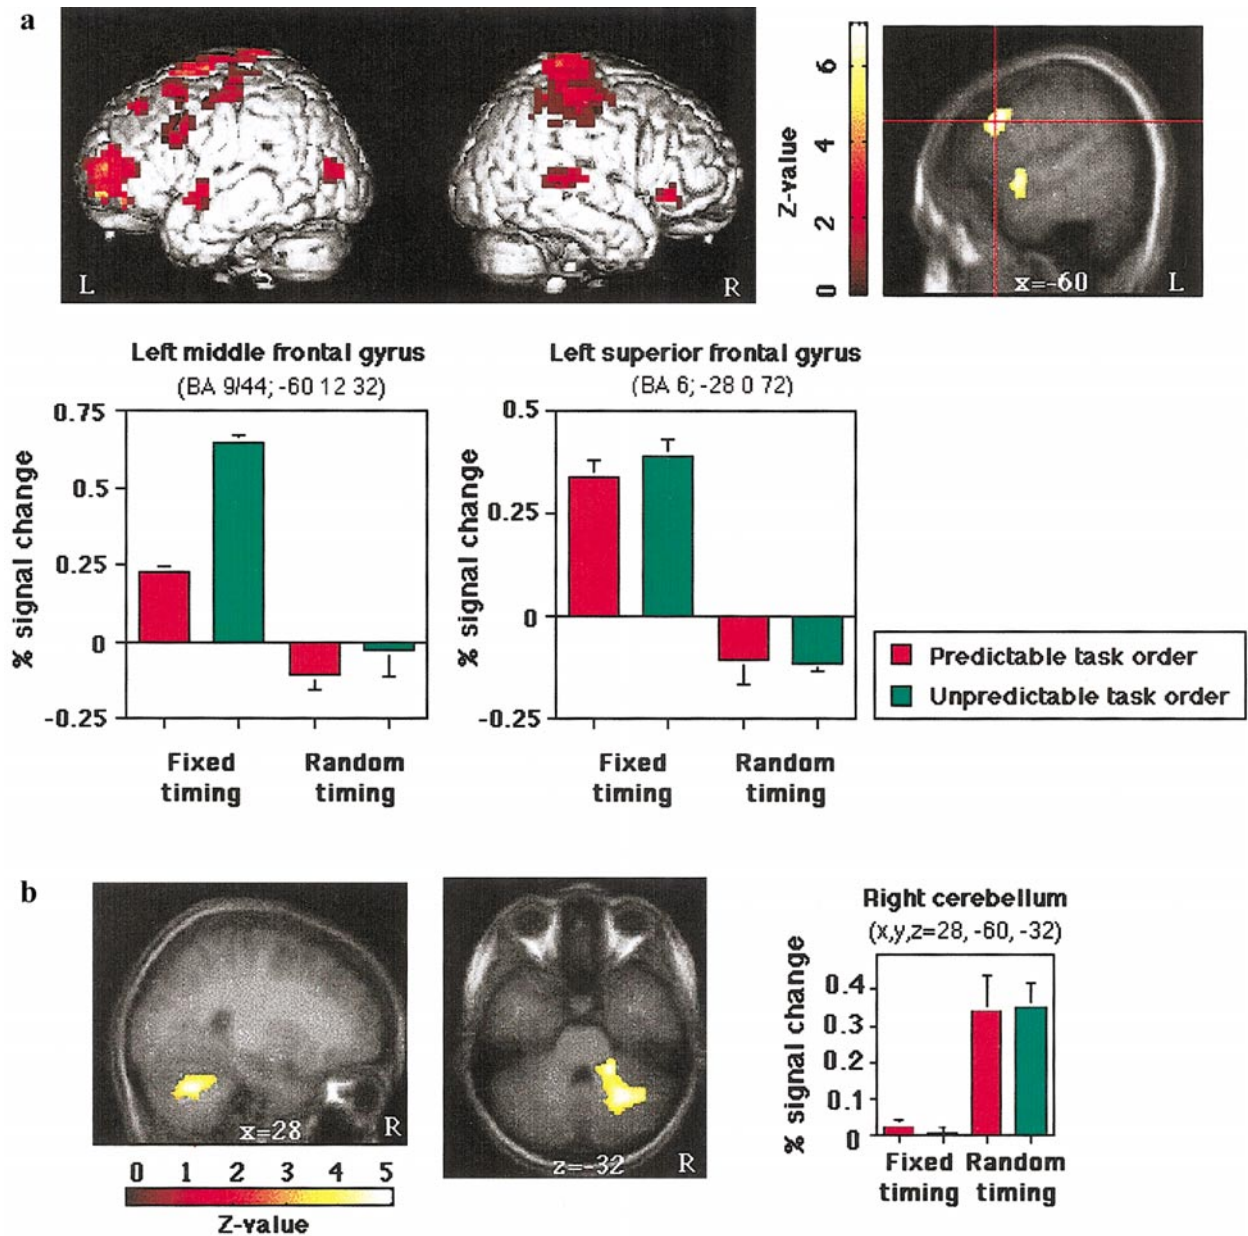 a
L
R
Z-value
0
2
4
6
x=-60
L
Left middle frontal gyrus
(BA 9/44; -60 12 32)
% signal change
0.75
0.5
0.25
0
-0.25
Fixed timing
Random timing
Left superior frontal gyrus
(BA 6; -28 0 72)
% signal change
0.5
0.25
0
-0.25
Fixed timing
Random timing
Predictable task order
Unpredictable task order
b
x=28
R
0 1 2 3 4 5
Z-value
z=-32
R
Right cerebellum
(x,y,z=28, -60, -32)
% signal change
0.4
0.3
0.2
0.1
0
Fixed timing
Random timing